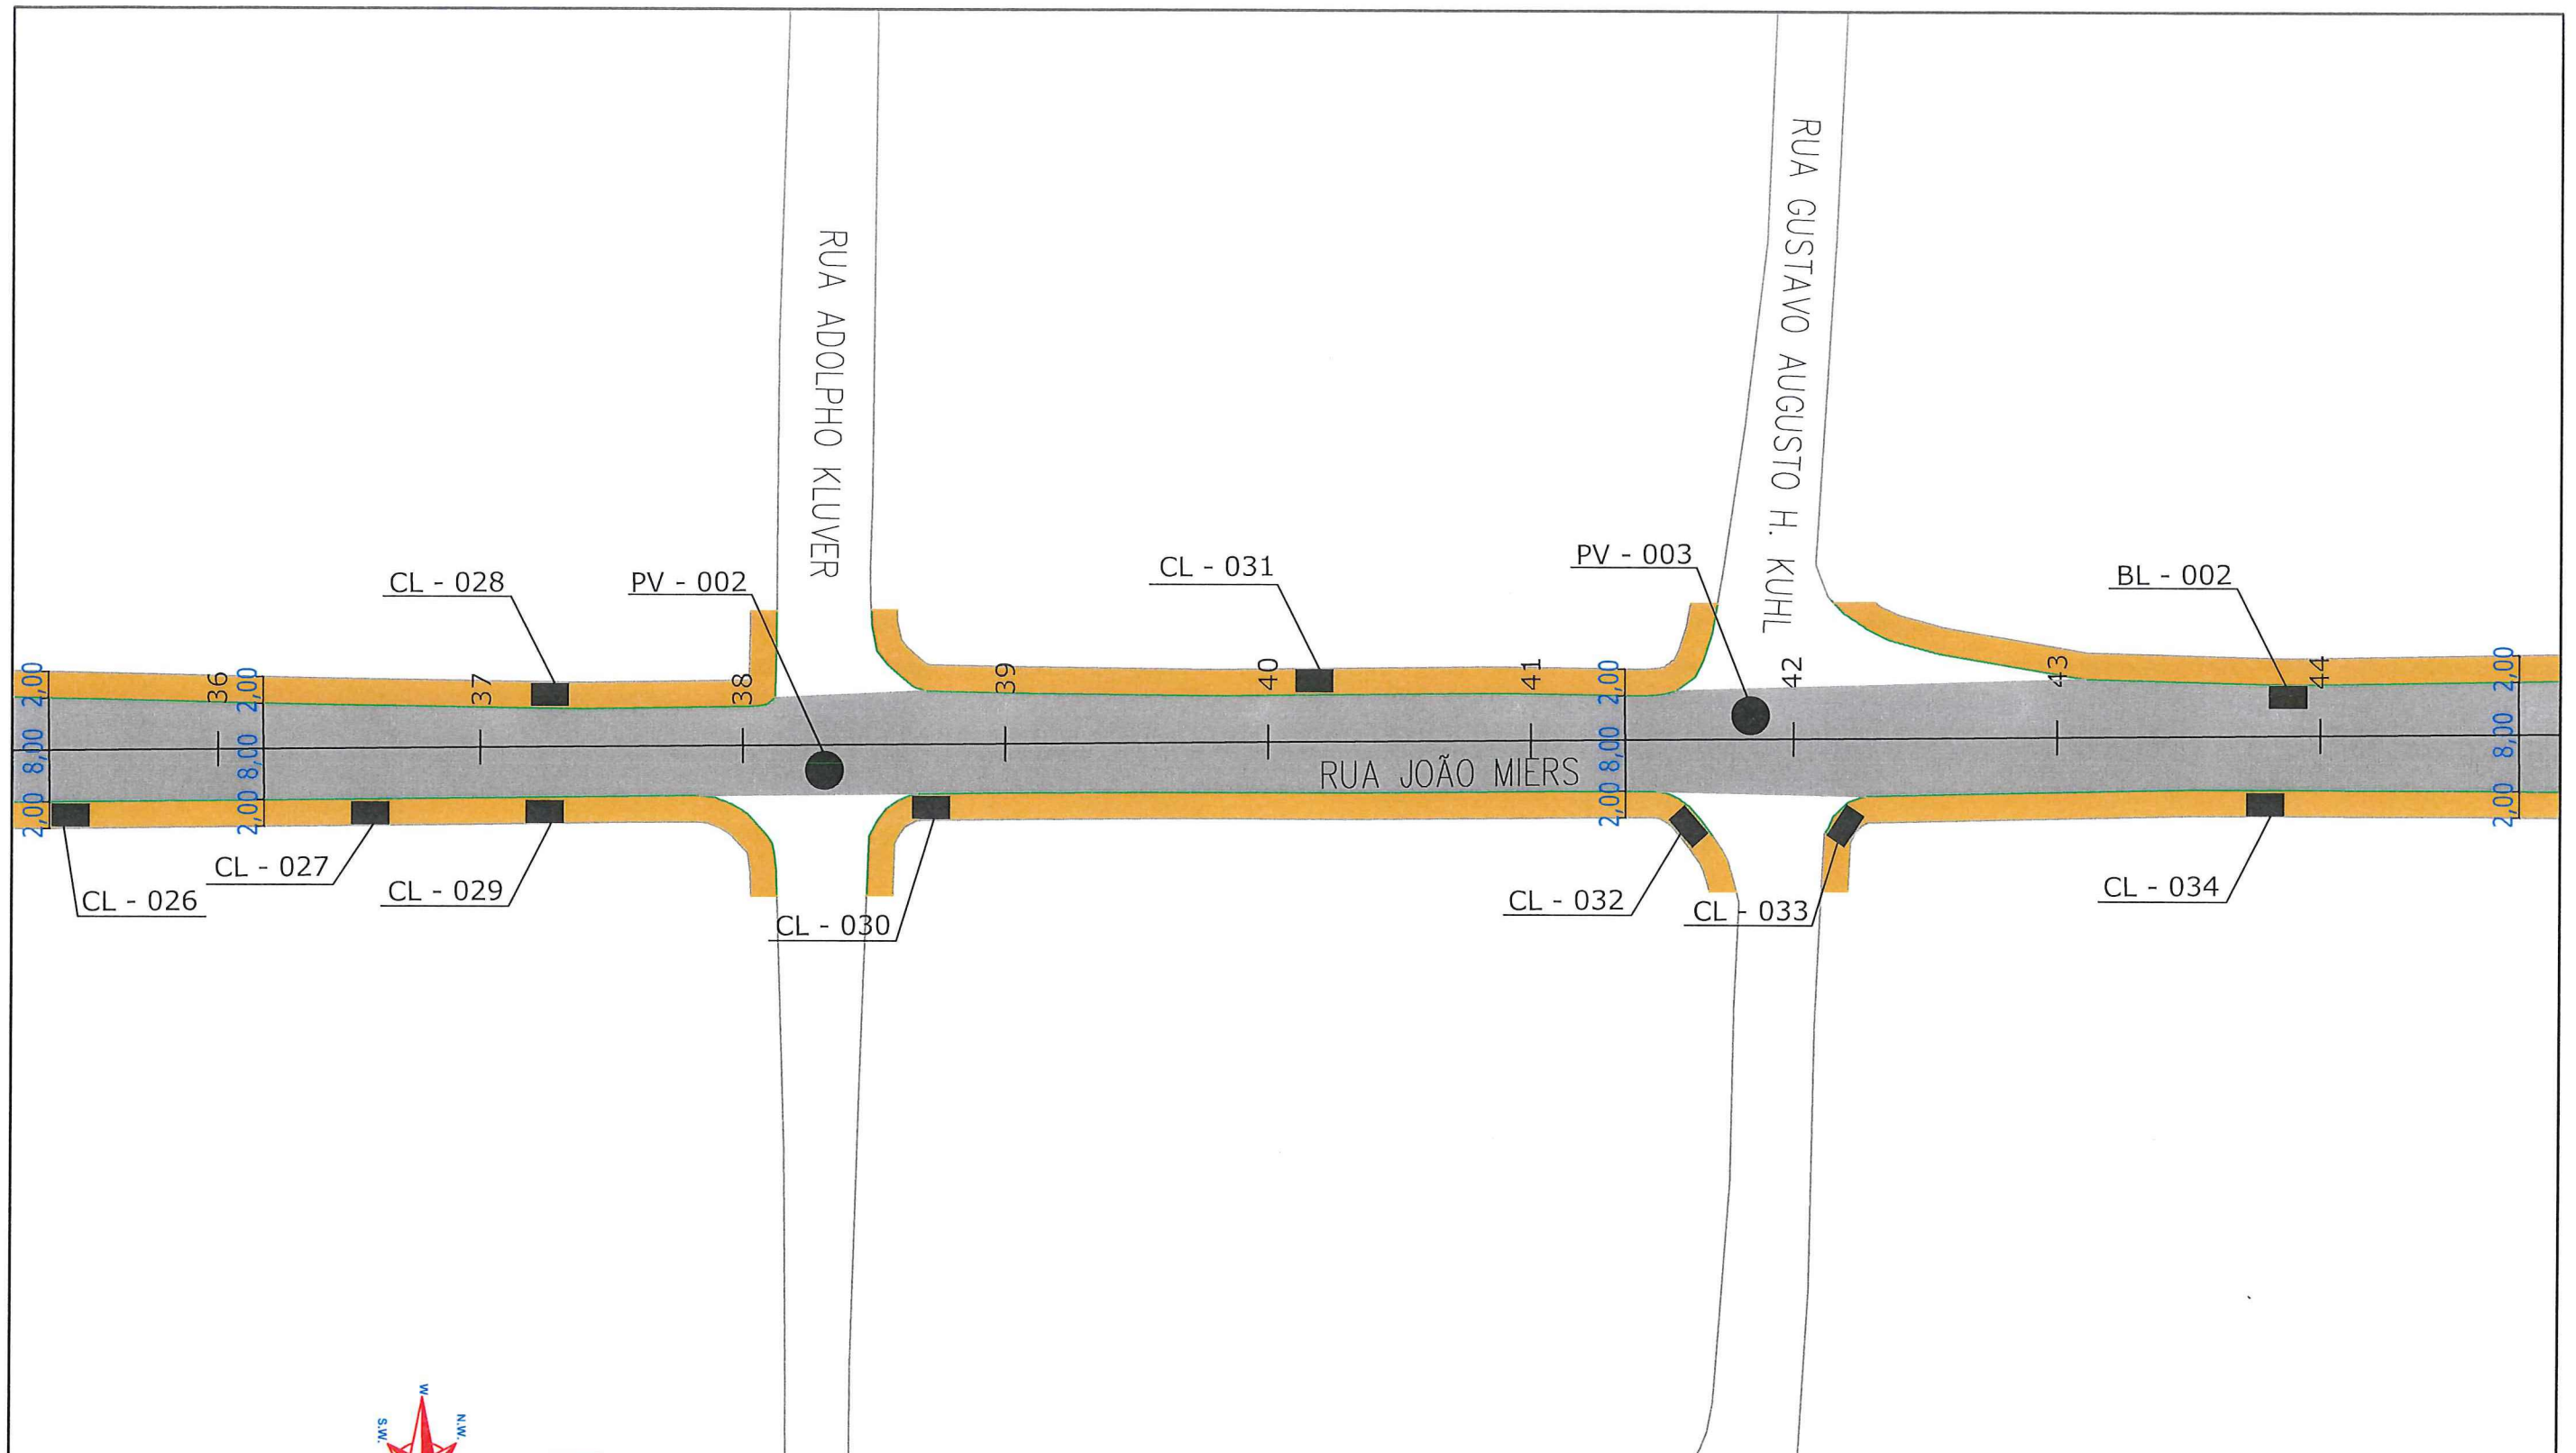 RUA ADOLPHO KLUVER
RUA GUSTAVO AUGUSTO H. KUHL
CL - 028
PV - 002
CL - 031
PV - 003
BL - 002
36
37
38
39
40
41
42
43
44
2,00
8,00
2,00
2,00
8,00
2,00
2,00
8,00
2,00
2,00
8,00
2,00
RUA JOÃO MIERS
CL - 026
CL - 027
CL - 029
CL - 030
CL - 032
CL - 033
CL - 034
W
S.W.
N.W.